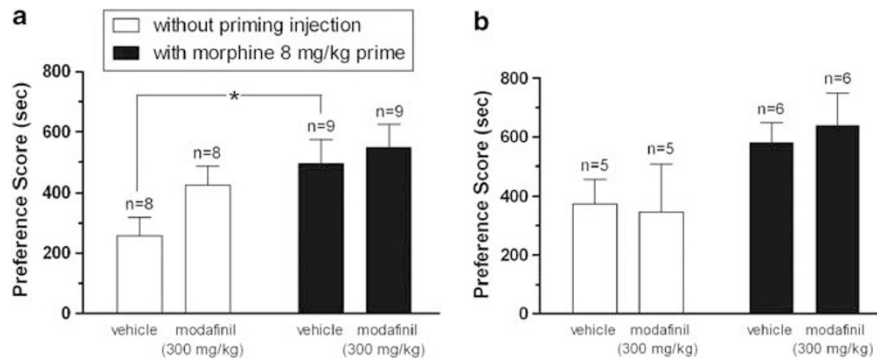 a
without priming injection
with morphine 8 mg/kg prime
Preference Score (sec)
800
600
400
200
0
*
n=8
n=8
n=9
n=9
vehicle
modafinil
(300 mg/kg)
vehicle
modafinil
(300 mg/kg)
b
Preference Score (sec)
800
600
400
200
0
n=5
n=5
n=6
n=6
vehicle
modafinil
(300 mg/kg)
vehicle
modafinil
(300 mg/kg)